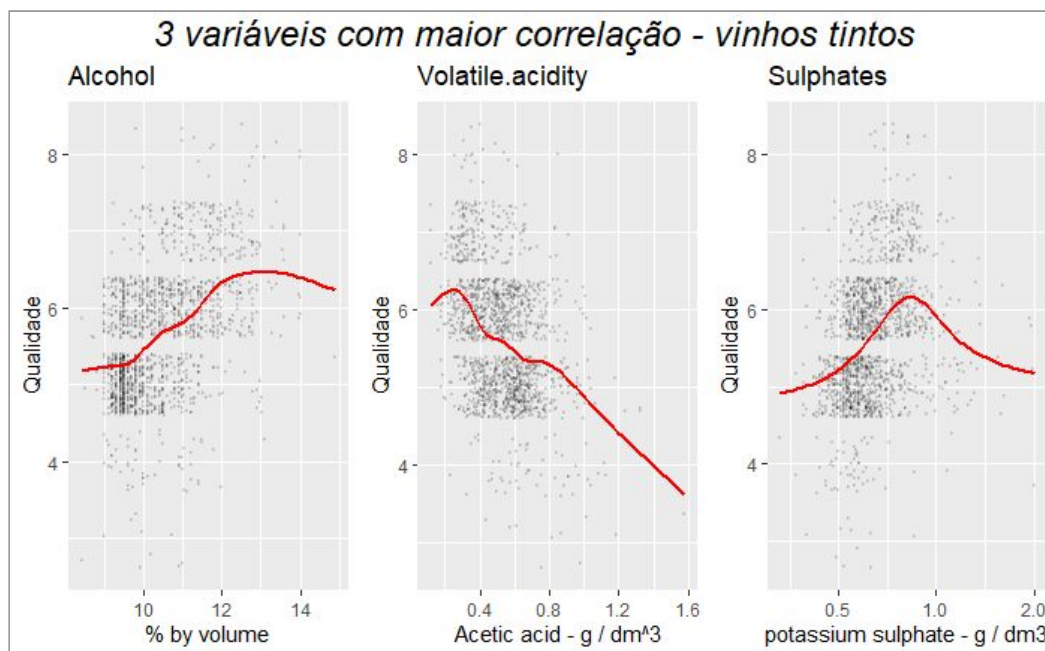 3 variáveis com maior correlação - vinhos tintos
Alcohol
Qualidade
8
6
4
10 12 14
% by volume
Volatile.acidity
Qualidade
8
6
4
0.4 0.8 1.2 1.6
Acetic acid - g / dm^3
Sulphates
Qualidade
8
6
4
0.5 1.0 2.0
potassium sulphate - g / dm3